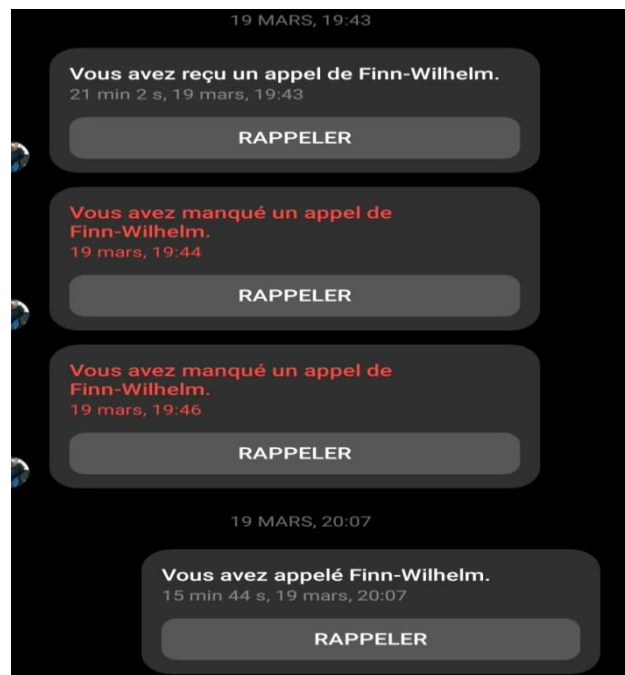 19 MARS, 19:43
Vous avez reçu un appel de Finn-Wilhelm.
21 min 2 s, 19 mars, 19:43
RAPPELER
Vous avez manqué un appel de
Finn-Wilhelm.
19 mars, 19:44
RAPPELER
Vous avez manqué un appel de
Finn-Wilhelm.
19 mars, 19:46
RAPPELER
19 MARS, 20:07
Vous avez appelé Finn-Wilhelm.
15 min 44 s, 19 mars, 20:07
RAPPELER